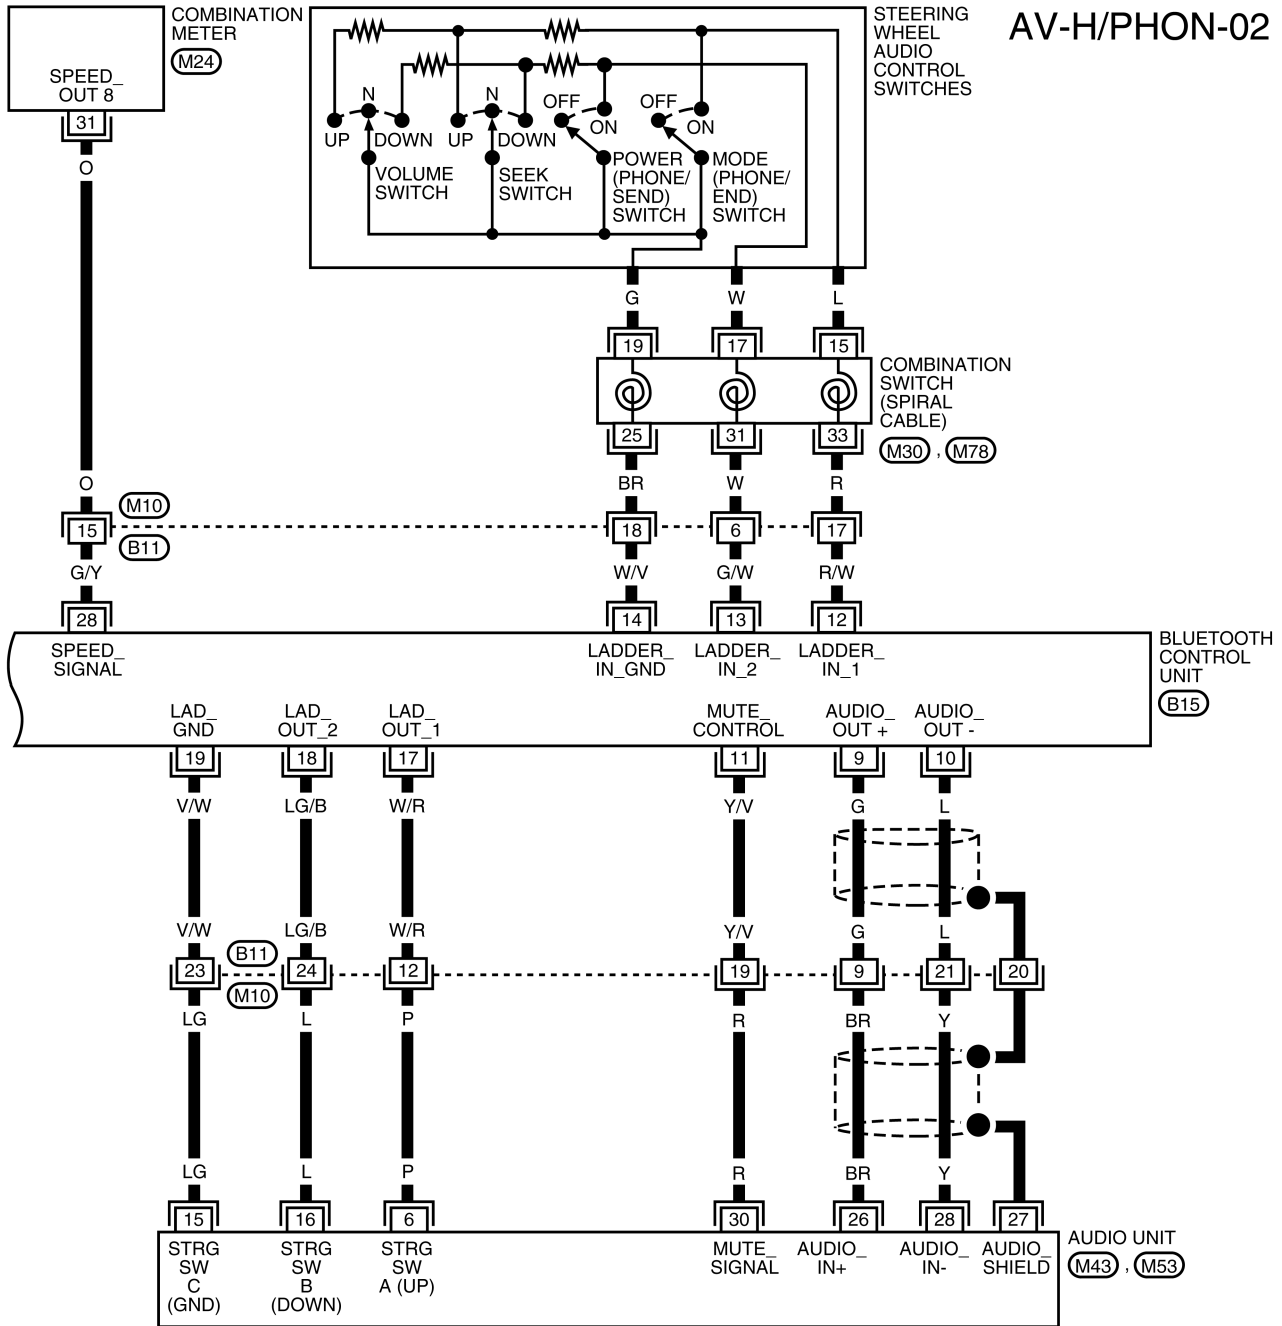 AV-H/PHON-02
COMBINATION
METER
M24
SPEED_
OUT 8
31
O
O
STEERING
WHEEL
AUDIO
CONTROL
SWITCHES
N
UP
DOWN
VOLUME
SWITCH
N
UP
DOWN
SEEK
SWITCH
OFF
ON
POWER
(PHONE/
SEND)
SWITCH
OFF
ON
MODE
(PHONE/
END)
SWITCH
G W L
19 17 15
COMBINATION
SWITCH
(SPIRAL
CABLE)
M30 , M78
25 31 33
BR W R
M10
15 18 6 17
B11
G/Y W/V G/W R/W
28 14 13 12
SPEED_
SIGNAL
LADDER_
IN_GND
LADDER_
IN_2
LADDER_
IN_1
BLUETOOTH
CONTROL
UNIT
B15
LAD_
GND
LAD_
OUT_2
LAD_
OUT_1
MUTE_
CONTROL
AUDIO_
OUT +
AUDIO_
OUT -
19 18 17 11 9 10
V/W LG/B W/R Y/V G L
V/W LG/B W/R Y/V G L
B11
23 24 12 19 9 21 20
M10
LG L P R BR Y
LG L P R BR Y
15 16 6 30 26 28 27
STRG
SW
C
(GND)
STRG
SW
B
(DOWN)
STRG
SW
A (UP)
MUTE_
SIGNAL
AUDIO_
IN+
AUDIO_
IN-
AUDIO_
SHIELD
AUDIO UNIT
M43 , M53